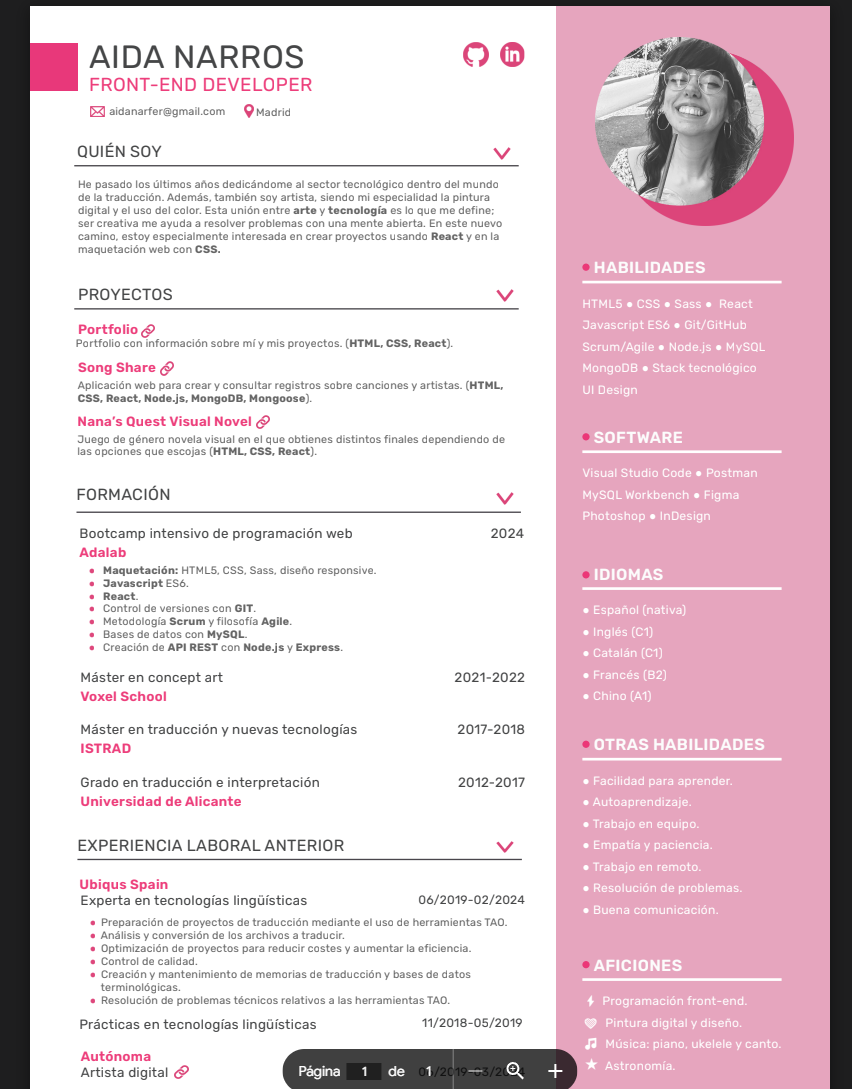 AIDA NARROS
FRONT-END DEVELOPER
aidanarfer@gmail.com Madrid
QUIÉN SOY
He pasado los últimos años dedicándome al sector tecnológico dentro del mundo
de la traducción. Además, también soy artista, siendo mi especialidad la pintura
digital y el uso del color. Esta unión entre arte y tecnología es lo que me define;
ser creativa me ayuda a resolver problemas con una mente abierta. En este nuevo
camino, estoy especialmente interesada en crear proyectos usando React y en la
maquetación web con CSS.
PROYECTOS
Portfolio
Portfolio con información sobre mí y mis proyectos. (HTML, CSS, React).
Song Share
Aplicación web para crear y consultar registros sobre canciones y artistas. (HTML,
CSS, React, Node.js, MongoDB, Mongoose).
Nana's Quest Visual Novel
Juego de género novela visual en el que obtienes distintos finales dependiendo de
las opciones que escojas (HTML, CSS, React).
FORMACIÓN
Bootcamp intensivo de programación web 2024
Adalab
● Maquetación: HTML5, CSS, Sass, diseño responsive.
● Javascript ES6.
● React.
● Control de versiones con GIT.
● Metodología Scrum y filosofía Agile.
● Bases de datos con MySQL.
● Creación de API REST con Node.js y Express.
Máster en concept art 2021-2022
Voxel School
Máster en traducción y nuevas tecnologías 2017-2018
ISTRAD
Grado en traducción e interpretación 2012-2017
Universidad de Alicante
EXPERIENCIA LABORAL ANTERIOR
Ubiqus Spain
Experta en tecnologías lingüísticas 06/2019-02/2024
● Preparación de proyectos de traducción mediante el uso de herramientas TAO.
● Análisis y conversión de los archivos a traducir.
● Optimización de proyectos para reducir costes y aumentar la eficiencia.
● Control de calidad.
● Creación y mantenimiento de memorias de traducción y bases de datos
terminológicas.
● Resolución de problemas técnicos relativos a las herramientas TAO.
Prácticas en tecnologías lingüísticas 11/2018-05/2019
Autónoma
Artista digital
● HABILIDADES
HTML5 ● CSS ● Sass ● React
Javascript ES6 ● Git/GitHub
Scrum/Agile ● Node.js ● MySQL
MongoDB ● Stack tecnológico
UI Design
● SOFTWARE
Visual Studio Code ● Postman
MySQL Workbench ● Figma
Photoshop ● InDesign
● IDIOMAS
● Español (nativa)
● Inglés (C1)
● Catalán (C1)
● Francés (B2)
● Chino (A1)
● OTRAS HABILIDADES
● Facilidad para aprender.
● Autoaprendizaje.
● Trabajo en equipo.
● Empatía y paciencia.
● Trabajo en remoto.
● Resolución de problemas.
● Buena comunicación.
● AFICIONES
Programación front-end.
Pintura digital y diseño.
Música: piano, ukelele y canto.
Astronomía.
Página 1 de 1